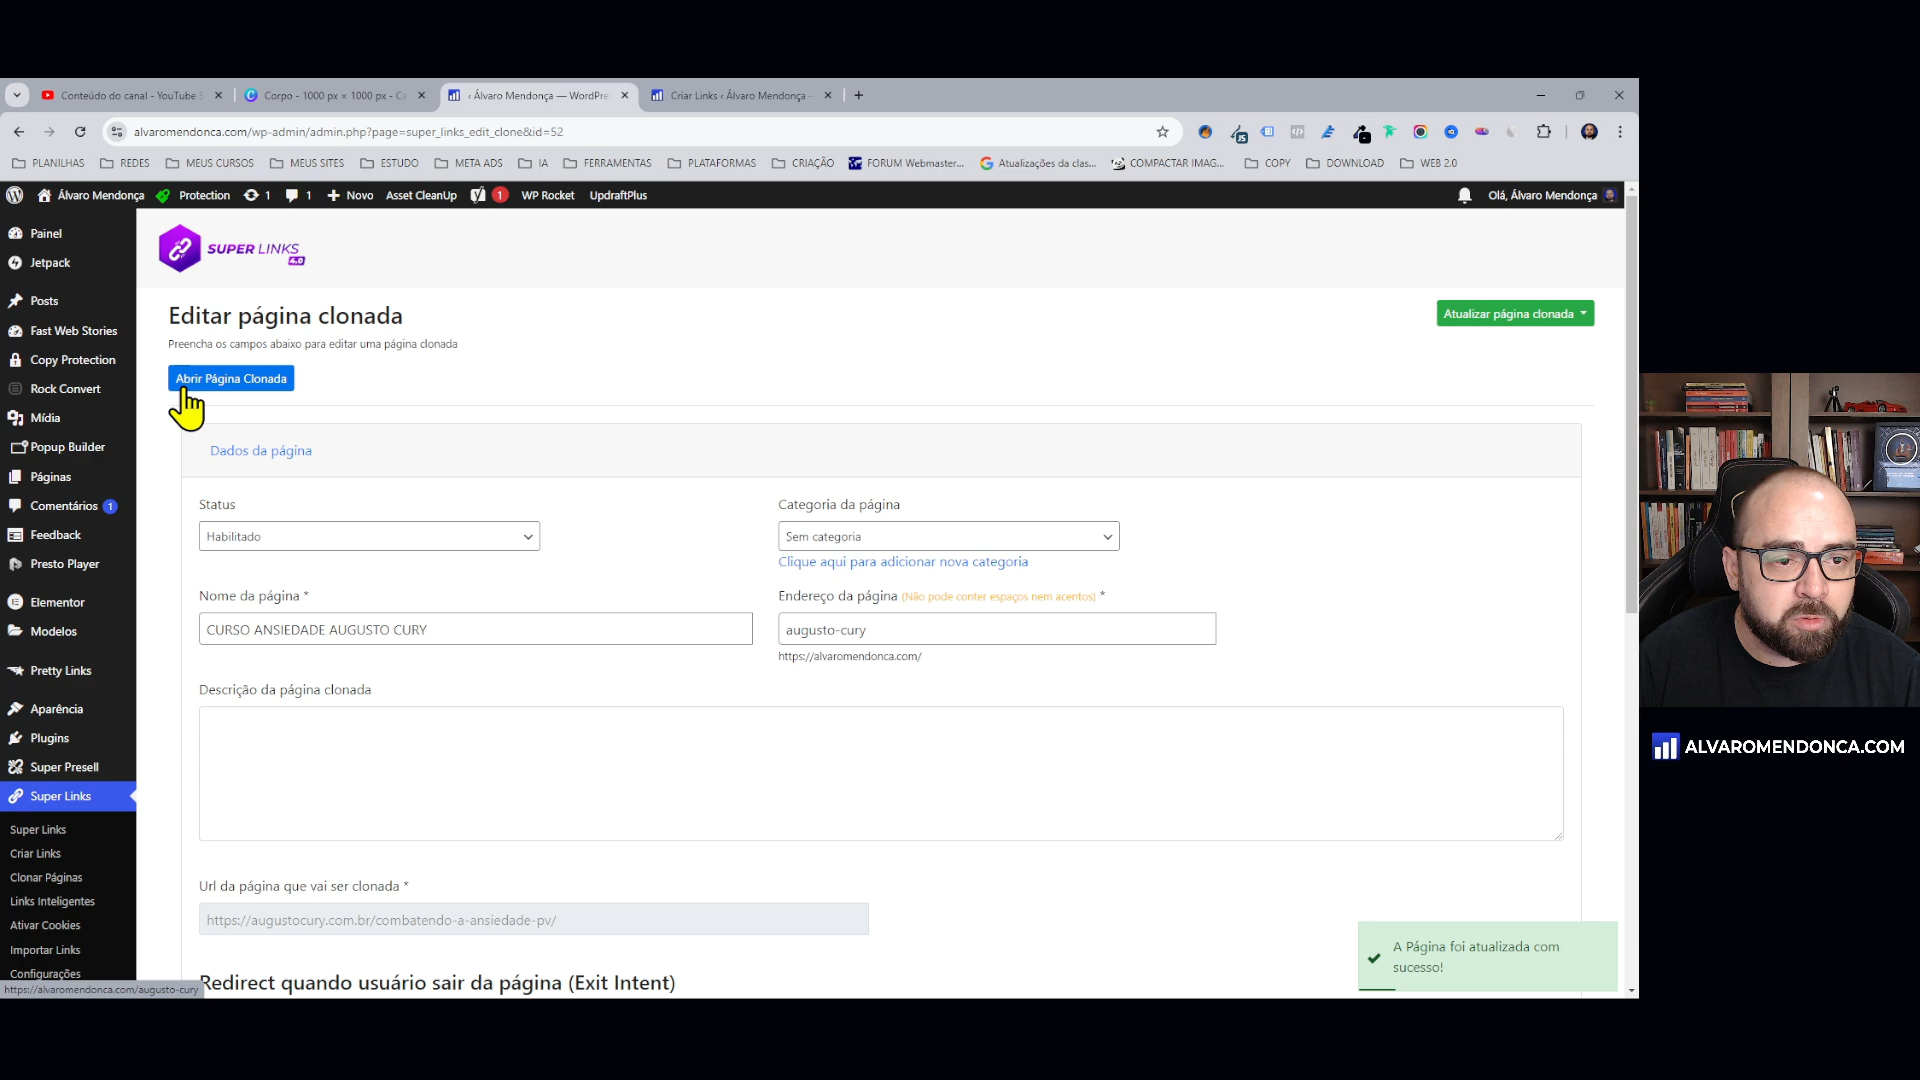 Conteúdo do canal - YouTube S
Corpo - 1000 px × 1000 px - Ca
‹ Álvaro Mendonça — WordPre
Criar Links ‹ Álvaro Mendonça -
alvaromendonca.com/wp-admin/admin.php?page=super_links_edit_clone&id=52
PLANILHAS
REDES
MEUS CURSOS
MEUS SITES
ESTUDO
META ADS
IA
FERRAMENTAS
PLATAFORMAS
CRIAÇÃO
FORUM Webmaster...
Atualizações da clas...
COMPACTAR IMAG...
COPY
DOWNLOAD
WEB 2.0
Álvaro Mendonça
Protection
1
1
Novo
Asset CleanUp
1
WP Rocket
UpdraftPlus
Olá, Álvaro Mendonça
Painel
Jetpack
Posts
Fast Web Stories
Copy Protection
Rock Convert
Mídia
Popup Builder
Páginas
Comentários 1
Feedback
Presto Player
Elementor
Modelos
Pretty Links
Aparência
Plugins
Super Presell
Super Links
Super Links
Criar Links
Clonar Páginas
Links Inteligentes
Ativar Cookies
Importar Links
Configurações
https://alvaromendonca.com/augusto-cury
SUPER LINKS
4.0
Editar página clonada
Atualizar página clonada
Preencha os campos abaixo para editar uma página clonada
Abrir Página Clonada
Dados da página
Status
Categoria da página
Habilitado
Sem categoria
Clique aqui para adicionar nova categoria
Nome da página *
Endereço da página (Não pode conter espaços nem acentos) *
CURSO ANSIEDADE AUGUSTO CURY
augusto-cury
https://alvaromendonca.com/
Descrição da página clonada
Url da página que vai ser clonada *
https://augustocury.com.br/combatendo-a-ansiedade-pv/
Redirect quando usuário sair da página (Exit Intent)
A Página foi atualizada com
sucesso!
ALVAROMENDONCA.COM